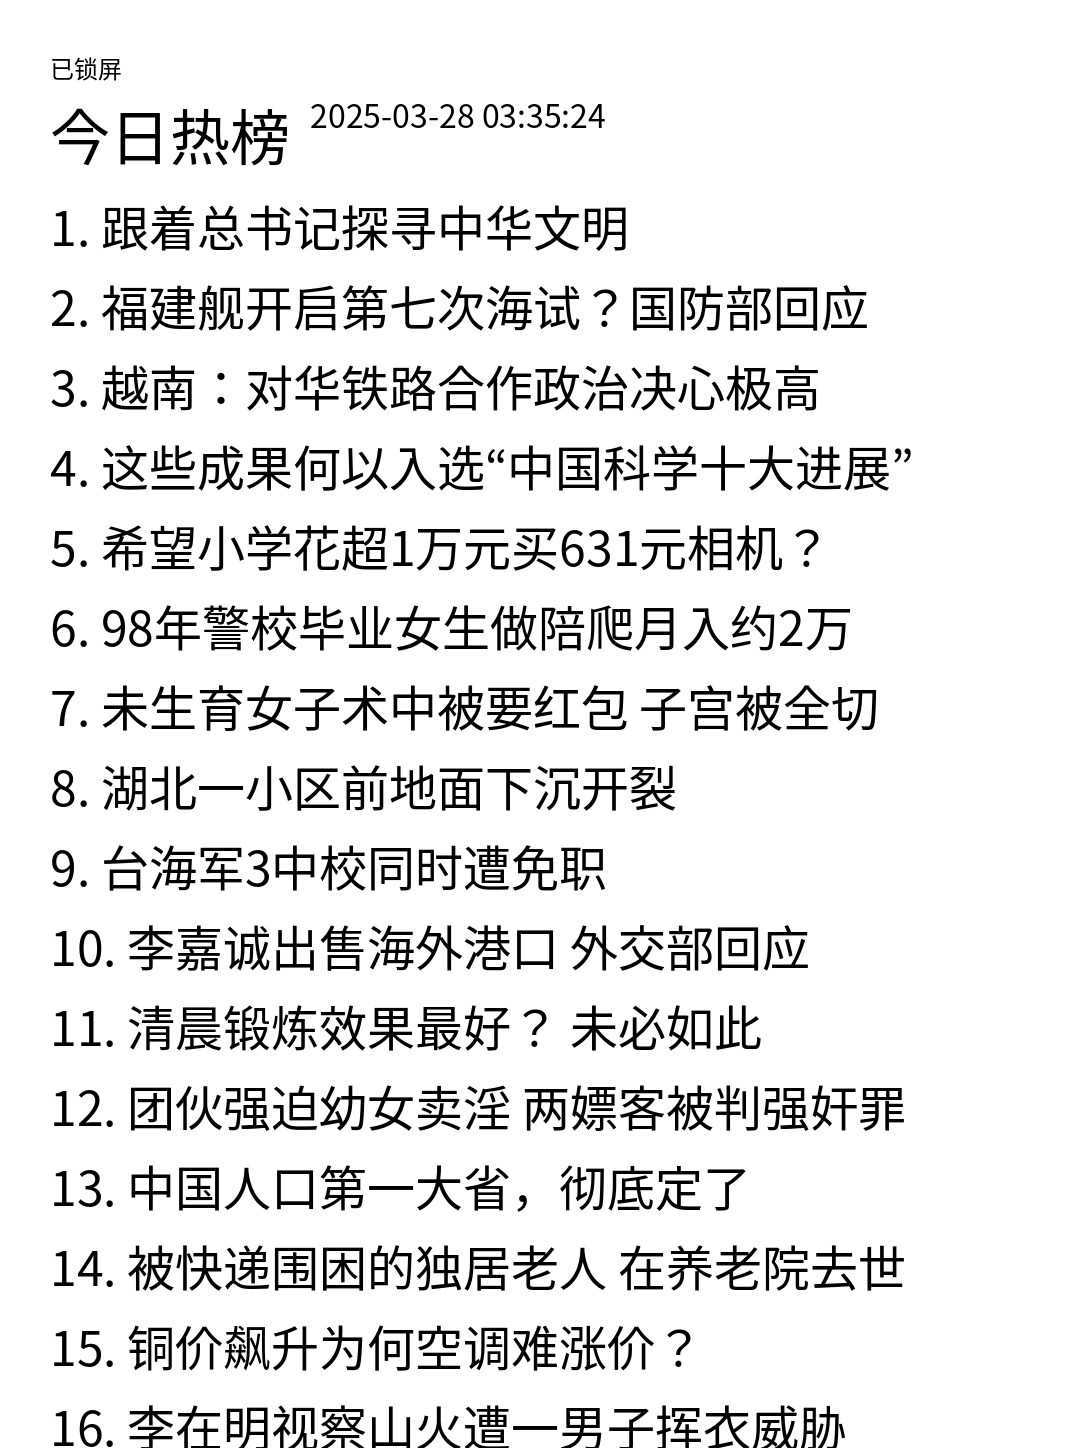 已锁屏
今日热榜 2025-03-28 03:35:24
1. 跟着总书记探寻中华文明
2. 福建舰开启第七次海试？国防部回应
3. 越南：对华铁路合作政治决心极高
4. 这些成果何以入选“中国科学十大进展”
5. 希望小学花超1万元买631元相机？
6. 98年警校毕业女生做陪爬月入约2万
7. 未生育女子术中被要红包 子宫被全切
8. 湖北一小区前地面下沉开裂
9. 台海军3中校同时遭免职
10. 李嘉诚出售海外港口 外交部回应
11. 清晨锻炼效果最好？ 未必如此
12. 团伙强迫幼女卖淫 两嫖客被判强奸罪
13. 中国人口第一大省，彻底定了
14. 被快递围困的独居老人 在养老院去世
15. 铜价飙升为何空调难涨价？
16. 李在明视察山火遭一男子挥衣威胁